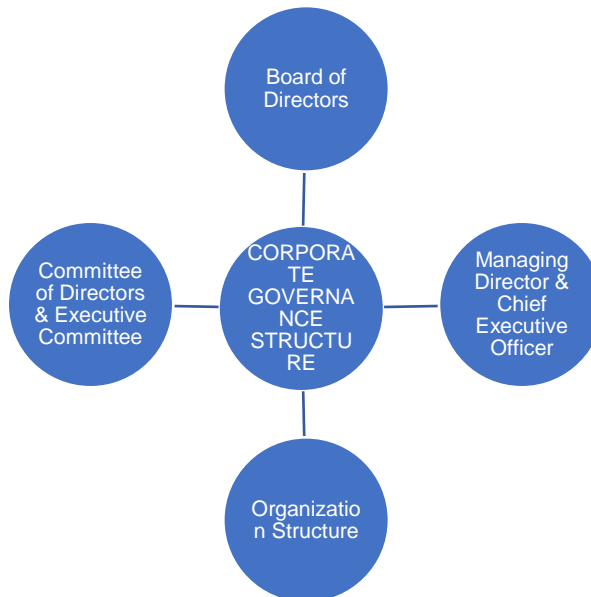 Board of
Directors
Committee
of Directors
& Executive
Committee
CORPORA
TE
GOVERNA
NCE
STRUCTU
RE
Managing
Director &
Chief
Executive
Officer
Organizatio
n Structure